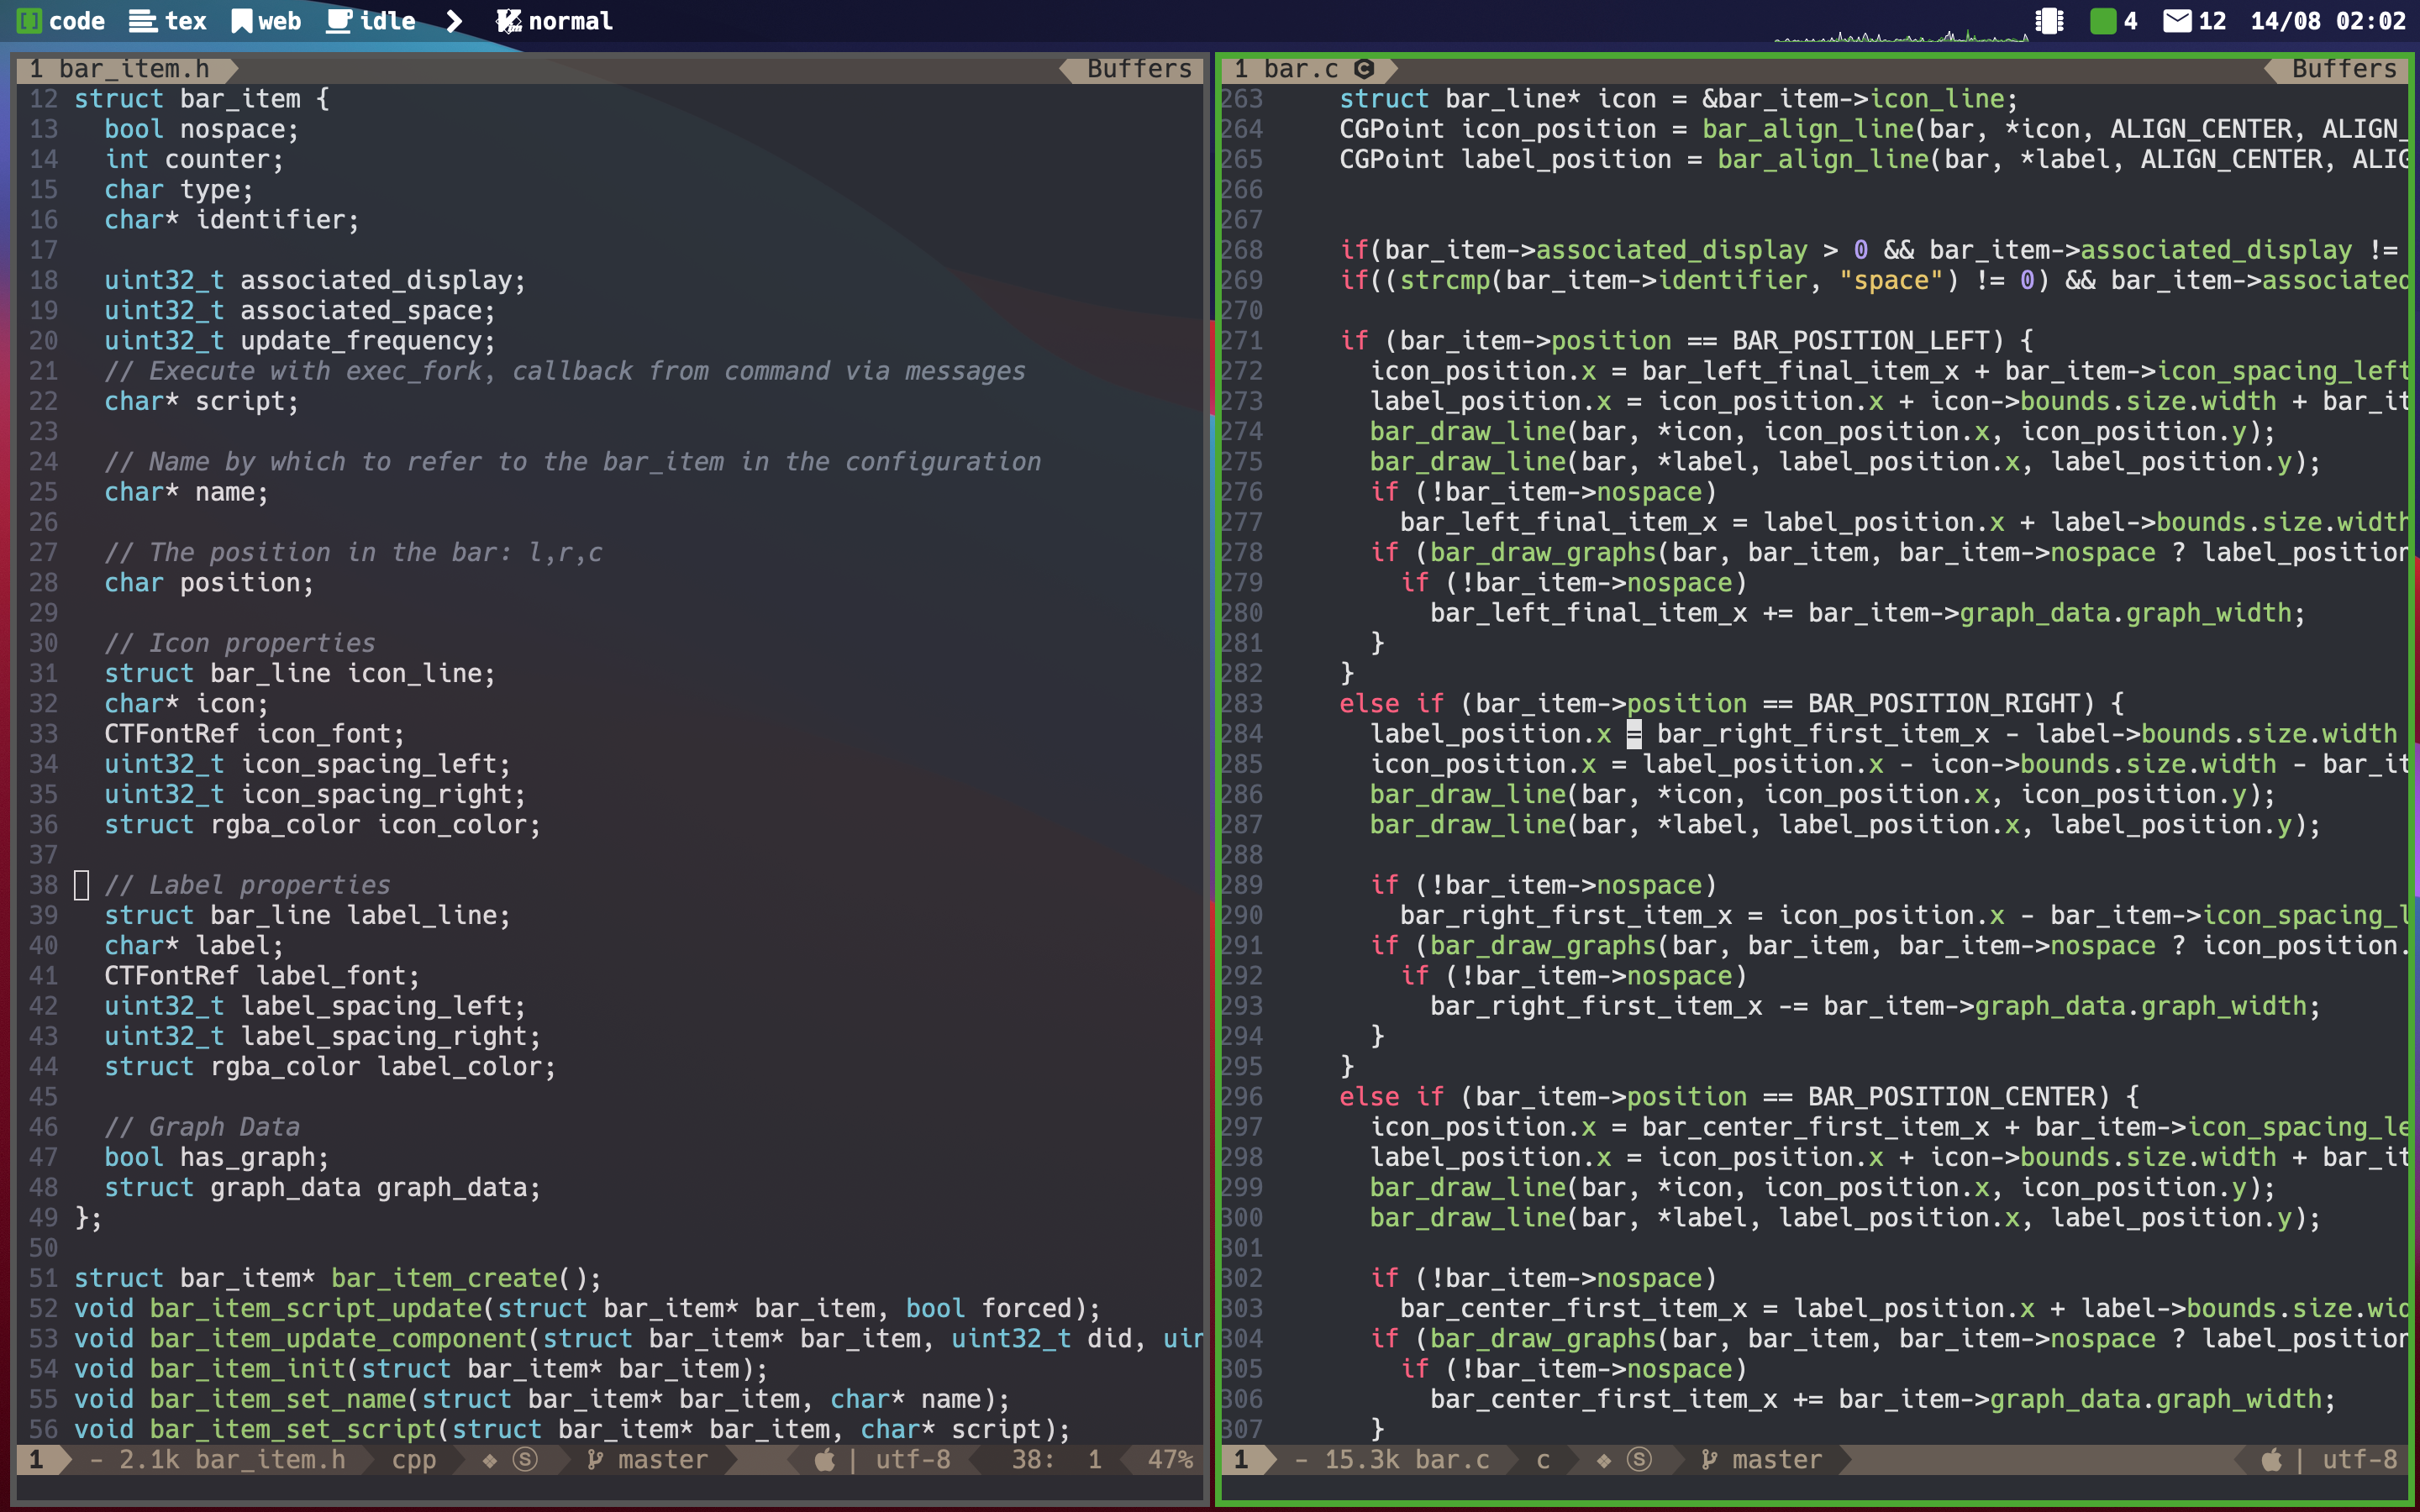 [] code tex web idle > normal 4 12 14/08 02:02
1 bar_item.h Buffers
12 struct bar_item {
13   bool nospace;
14   int counter;
15   char type;
16   char* identifier;
17
18   uint32_t associated_display;
19   uint32_t associated_space;
20   uint32_t update_frequency;
21   // Execute with exec_fork, callback from command via messages
22   char* script;
23
24   // Name by which to refer to the bar_item in the configuration
25   char* name;
26
27   // The position in the bar: l,r,c
28   char position;
29
30   // Icon properties
31   struct bar_line icon_line;
32   char* icon;
33   CTFontRef icon_font;
34   uint32_t icon_spacing_left;
35   uint32_t icon_spacing_right;
36   struct rgba_color icon_color;
37
38   // Label properties
39   struct bar_line label_line;
40   char* label;
41   CTFontRef label_font;
42   uint32_t label_spacing_left;
43   uint32_t label_spacing_right;
44   struct rgba_color label_color;
45
46   // Graph Data
47   bool has_graph;
48   struct graph_data graph_data;
49 };
50
51 struct bar_item* bar_item_create();
52 void bar_item_script_update(struct bar_item* bar_item, bool forced);
53 void bar_item_update_component(struct bar_item* bar_item, uint32_t did, uin
54 void bar_item_init(struct bar_item* bar_item);
55 void bar_item_set_name(struct bar_item* bar_item, char* name);
56 void bar_item_set_script(struct bar_item* bar_item, char* script);
1 - 2.1k bar_item.h cpp ❖ Ⓢ master | utf-8 38: 1 47%
1 bar.c Buffers
263     struct bar_line* icon = &bar_item->icon_line;
264     CGPoint icon_position = bar_align_line(bar, *icon, ALIGN_CENTER, ALIGN_
265     CGPoint label_position = bar_align_line(bar, *label, ALIGN_CENTER, ALIG
266
267
268     if(bar_item->associated_display > 0 && bar_item->associated_display !=
269     if((strcmp(bar_item->identifier, "space") != 0) && bar_item->associated
270
271     if (bar_item->position == BAR_POSITION_LEFT) {
272       icon_position.x = bar_left_final_item_x + bar_item->icon_spacing_left
273       label_position.x = icon_position.x + icon->bounds.size.width + bar_it
274       bar_draw_line(bar, *icon, icon_position.x, icon_position.y);
275       bar_draw_line(bar, *label, label_position.x, label_position.y);
276       if (!bar_item->nospace)
277         bar_left_final_item_x = label_position.x + label->bounds.size.width
278       if (bar_draw_graphs(bar, bar_item, bar_item->nospace ? label_position
279         if (!bar_item->nospace)
280           bar_left_final_item_x += bar_item->graph_data.graph_width;
281       }
282     }
283     else if (bar_item->position == BAR_POSITION_RIGHT) {
284       label_position.x = bar_right_first_item_x - label->bounds.size.width
285       icon_position.x = label_position.x - icon->bounds.size.width - bar_it
286       bar_draw_line(bar, *icon, icon_position.x, icon_position.y);
287       bar_draw_line(bar, *label, label_position.x, label_position.y);
288
289       if (!bar_item->nospace)
290         bar_right_first_item_x = icon_position.x - bar_item->icon_spacing_l
291       if (bar_draw_graphs(bar, bar_item, bar_item->nospace ? icon_position.
292         if (!bar_item->nospace)
293           bar_right_first_item_x -= bar_item->graph_data.graph_width;
294       }
295     }
296     else if (bar_item->position == BAR_POSITION_CENTER) {
297       icon_position.x = bar_center_first_item_x + bar_item->icon_spacing_le
298       label_position.x = icon_position.x + icon->bounds.size.width + bar_it
299       bar_draw_line(bar, *icon, icon_position.x, icon_position.y);
300       bar_draw_line(bar, *label, label_position.x, label_position.y);
301
302       if (!bar_item->nospace)
303         bar_center_first_item_x = label_position.x + label->bounds.size.wid
304       if (bar_draw_graphs(bar, bar_item, bar_item->nospace ? label_position
305         if (!bar_item->nospace)
306           bar_center_first_item_x += bar_item->graph_data.graph_width;
307       }
1 - 15.3k bar.c c ❖ Ⓢ master | utf-8